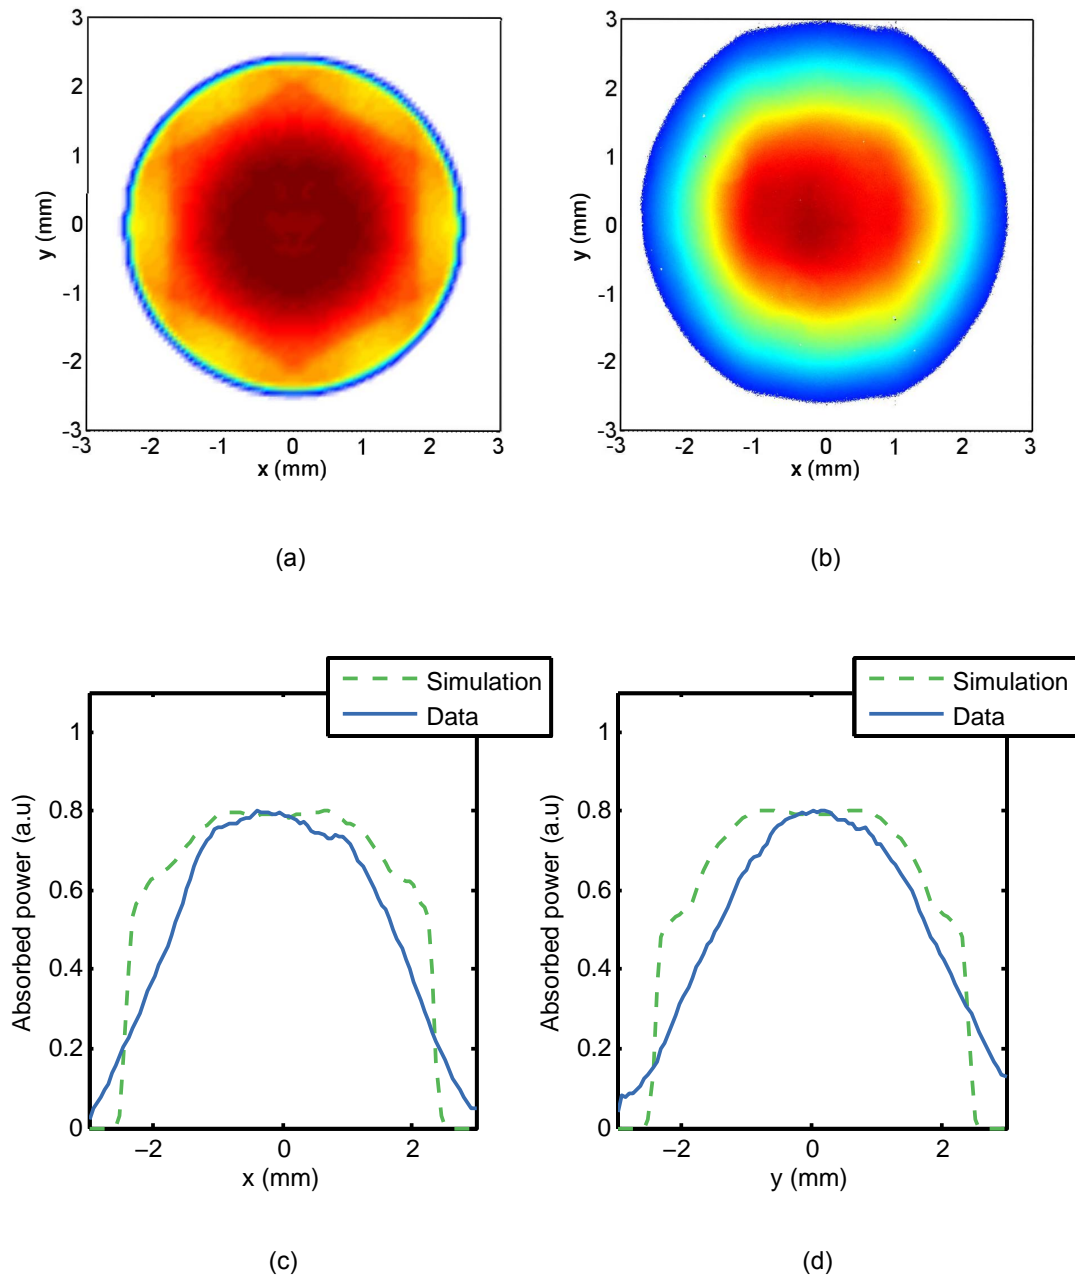 3
2
1
0
-1
-2
-3
y (mm)
-3 -2 -1 0 1 2 3
x (mm)
(a)
3
2
1
0
-1
-2
-3
y (mm)
-3 -2 -1 0 1 2 3
x (mm)
(b)
Simulation
Data
1
0.8
0.6
0.4
0.2
0
Absorbed power (a.u)
−2 0 2
x (mm)
(c)
Simulation
Data
1
0.8
0.6
0.4
0.2
0
Absorbed power (a.u)
−2 0 2
y (mm)
(d)